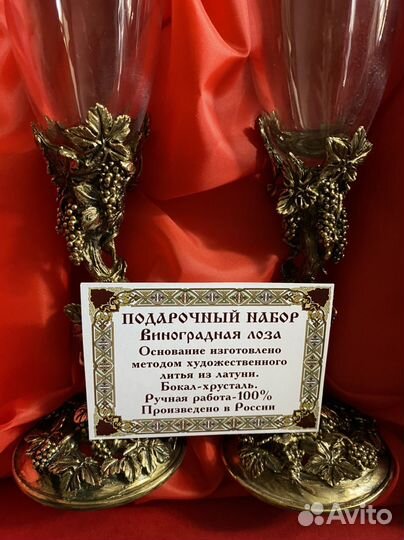 ПОДАРОЧНЫЙ НАБОР
Виноградная лоза
Основание изготовлено
методом художественного
литья из латуни.
Бокал-хрусталь.
Ручная работа-100%
Произведено в России
Avito